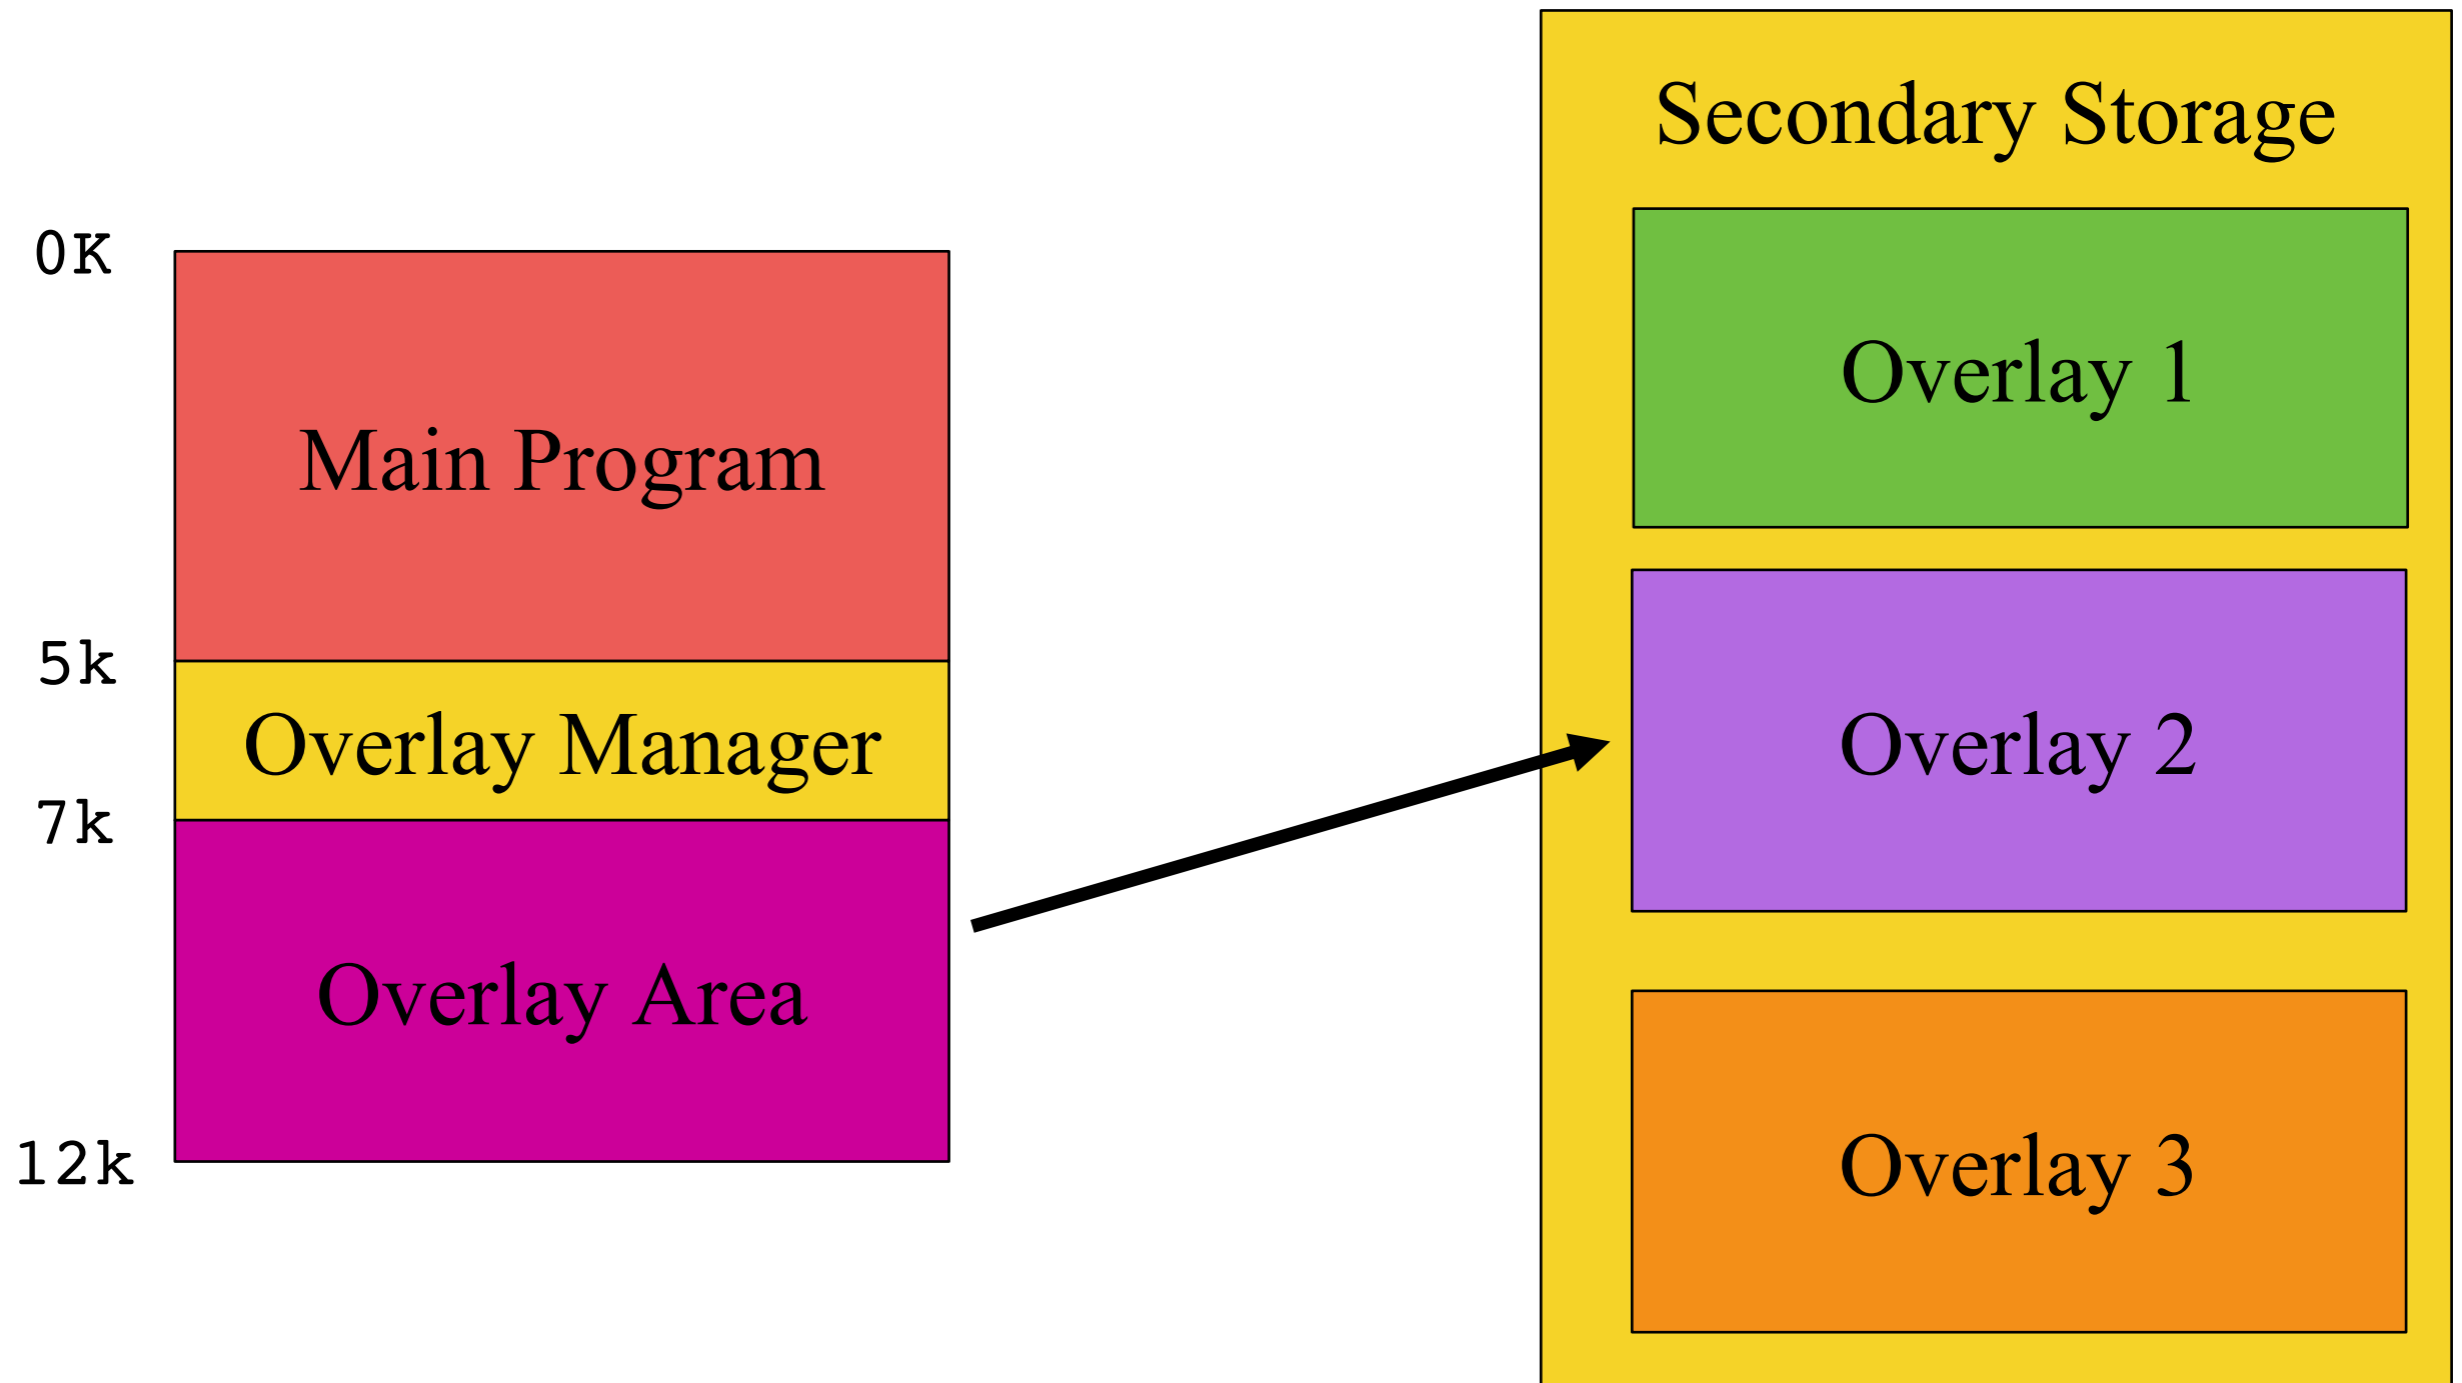 0K
Main Program
5k
Overlay Manager
7k
Overlay Area
12k
Secondary Storage
Overlay 1
Overlay 2
Overlay 3